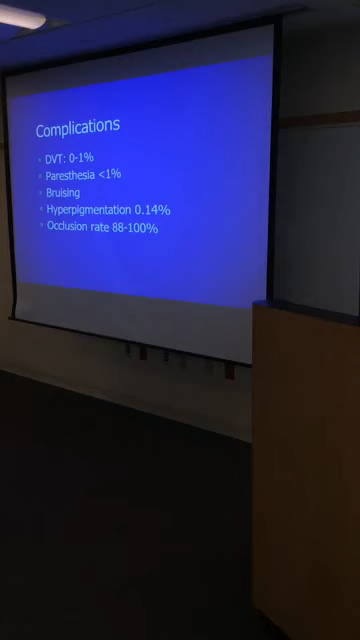 Complications
DVT: 0-1%
Paresthesia <1%
Bruising
Hyperpigmentation 0.14%
Occlusion rate 88-100%